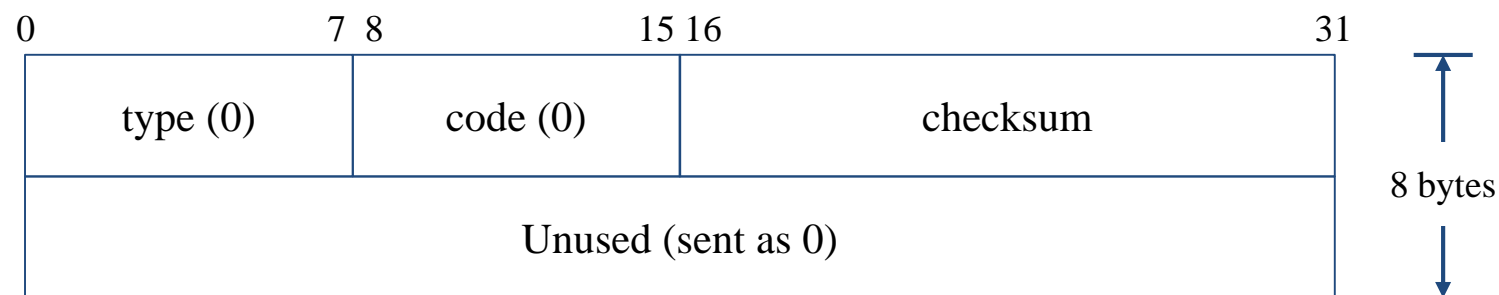 0 7 8 15 16 31
type (0) code (0) checksum
8 bytes
Unused (sent as 0)